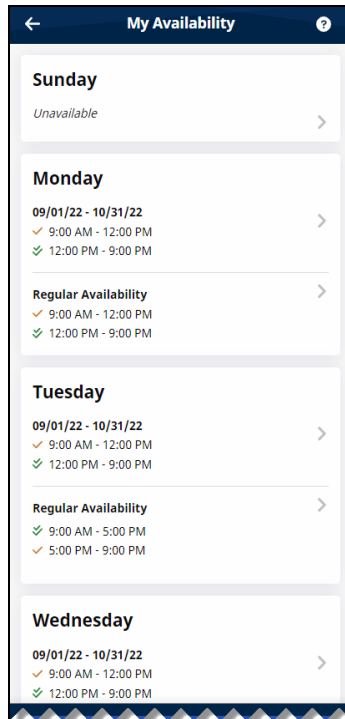 My Availability
?
Sunday
Unavailable
Monday
09/01/22 - 10/31/22
9:00 AM - 12:00 PM
12:00 PM - 9:00 PM
Regular Availability
9:00 AM - 12:00 PM
12:00 PM - 9:00 PM
Tuesday
09/01/22 - 10/31/22
9:00 AM - 12:00 PM
12:00 PM - 9:00 PM
Regular Availability
9:00 AM - 5:00 PM
5:00 PM - 9:00 PM
Wednesday
09/01/22 - 10/31/22
9:00 AM - 12:00 PM
12:00 PM - 9:00 PM